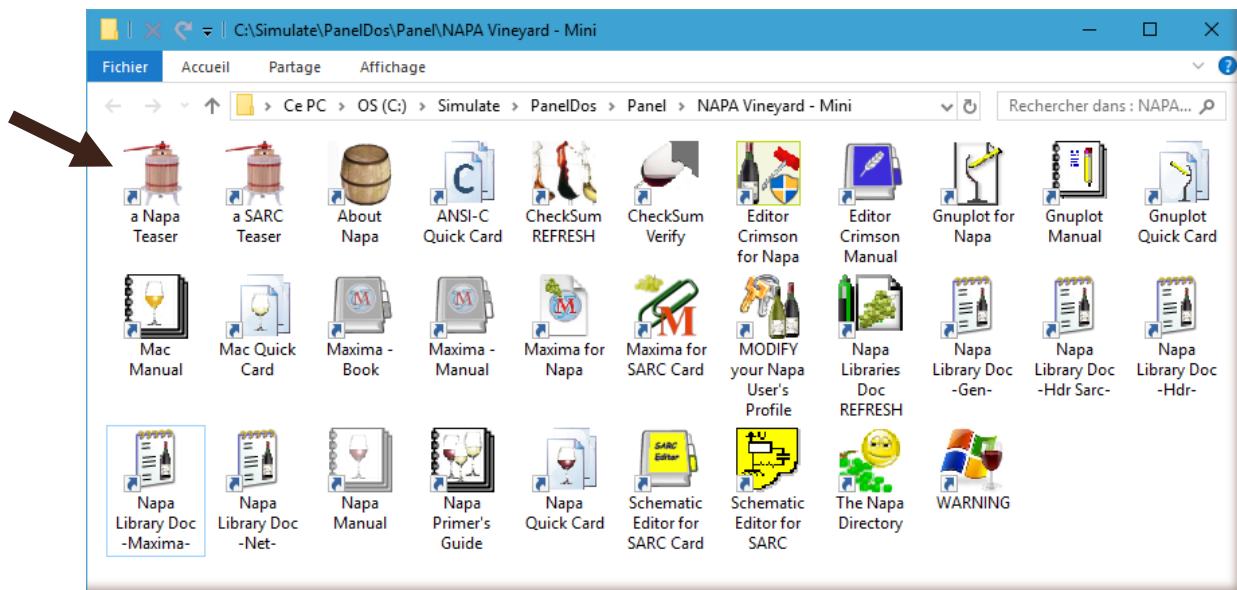 C:\Simulate\PanelDos\Panel\NAPA Vineyard - Mini
Fichier Accueil Partage Affichage
Ce PC > OS (C:) > Simulate > PanelDos > Panel > NAPA Vineyard - Mini
Rechercher dans : NAPA...
a Napa Teaser
a SARC Teaser
About Napa
C
ANSI-C Quick Card
CheckSum REFRESH
CheckSum Verify
Editor Crimson for Napa
Editor Crimson Manual
Gnuplot for Napa
Gnuplot Manual
Gnuplot Quick Card
Mac Manual
Mac Quick Card
M
Maxima - Book
M
Maxima - Manual
M
Maxima for Napa
M
Maxima for SARC Card
MODIFY your Napa User's Profile
Napa Libraries Doc REFRESH
Napa Library Doc -Gen-
Napa Library Doc -Hdr Sarc-
Napa Library Doc -Hdr-
Napa Library Doc -Maxima-
Napa Library Doc -Net-
Napa Manual
Napa Primer's Guide
Napa Quick Card
SARC Editor
Schematic Editor for SARC Card
Schematic Editor for SARC
The Napa Directory
WARNING